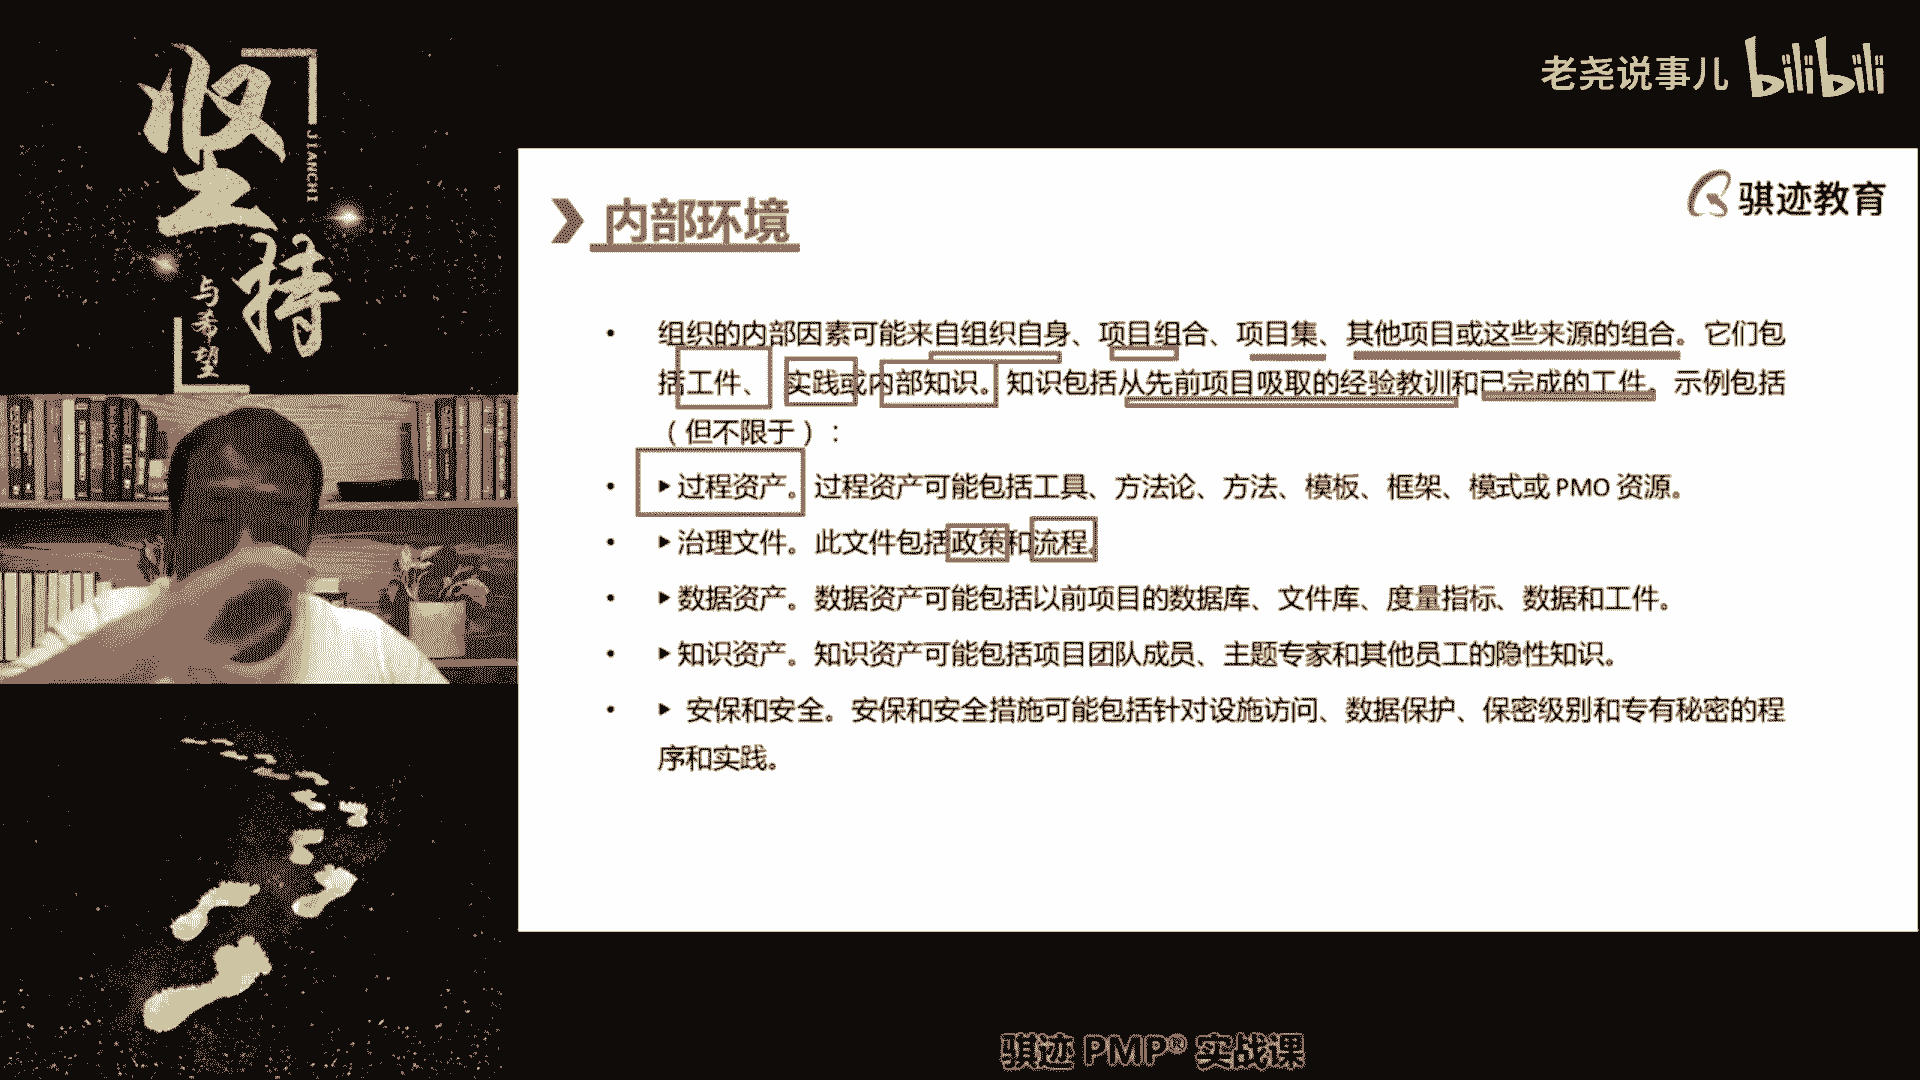 坚持
JIANCHI
与希望
老尧说事儿 bilibili
骐迹教育
内部环境
• 组织的内部因素可能来自组织自身、项目组合、项目集、其他项目或这些来源的组合。它们包
括工件、实践或内部知识。知识包括从先前项目吸取的经验教训和已完成的工件。示例包括
（但不限于）：
• ▶过程资产。过程资产可能包括工具、方法论、方法、模板、框架、模式或 PMO 资源。
• ▶治理文件。此文件包括政策和流程。
• ▶数据资产。数据资产可能包括以前项目的数据库、文件库、度量指标、数据和工件。
• ▶知识资产。知识资产可能包括项目团队成员、主题专家和其他员工的隐性知识。
• ▶ 安保和安全。安保和安全措施可能包括针对设施访问、数据保护、保密级别和专有秘密的程
序和实践。
骐迹 PMP® 实战课